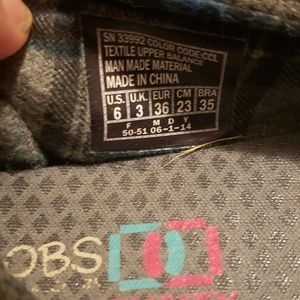 SN 33992 COLOR CODE:CCL
TEXTILE UPPER BALANCE
MAN MADE MATERIAL
MADE IN CHINA
U.S. U.K. EUR CM BRA
6 3 36 23 35
F M D Y
50-51 06-1-14
OBS